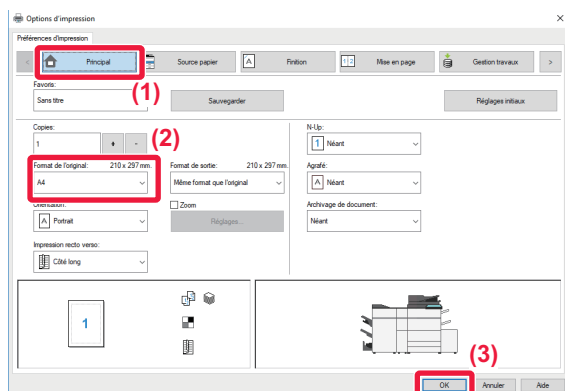 Options d'impression
Préférences d'impression
Principal
Source papier
A
Finition
1 2
Mise en page
Gestion travaux
>
Favoris:
(1)
Sans titre
Sauvegarder
Réglages initiaux
Copies:
(2)
N-Up:
1
+
-
1
Néant
Format de l'original:
210 x 297 mm.
Format de sortie:
210 x 297 mm.
Agrafé:
A4
Même format que l'original
A
Néant
Orientation:
Zoom
Archivage de document:
A
Portrait
Réglages...
Néant
Impression recto verso:
Côté long
1
(3)
OK
Annuler
Aide